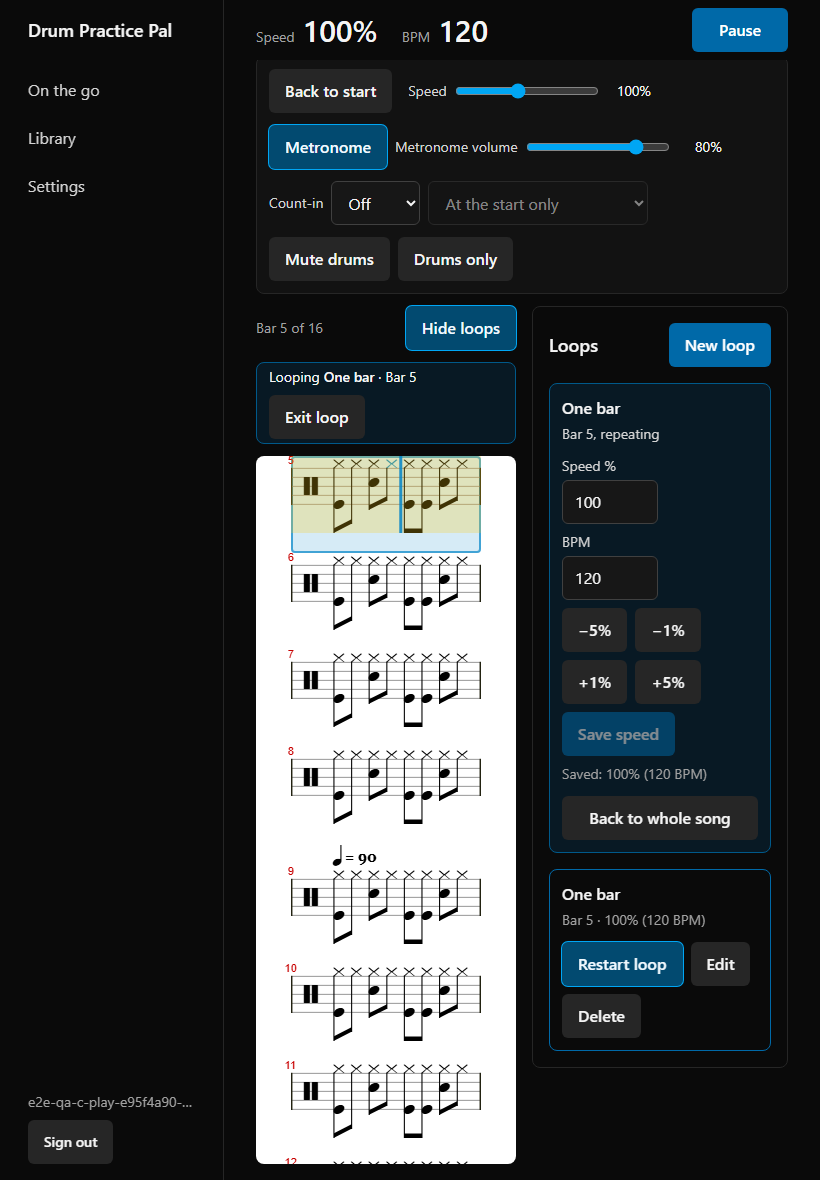 Drum Practice Pal
On the go
Library
Settings
e2e-qa-c-play-e95f4a90-...
Sign out
Speed 100% BPM 120 Pause
Back to start Speed 100%
Metronome Metronome volume 80%
Count-in Off At the start only
Mute drums Drums only
Bar 5 of 16 Hide loops
Looping One bar · Bar 5
Exit loop
5
6
7
8
= 90
9
10
11
12
Loops New loop
One bar
Bar 5, repeating
Speed %
100
BPM
120
−5% −1%
+1% +5%
Save speed
Saved: 100% (120 BPM)
Back to whole song
One bar
Bar 5 · 100% (120 BPM)
Restart loop Edit
Delete